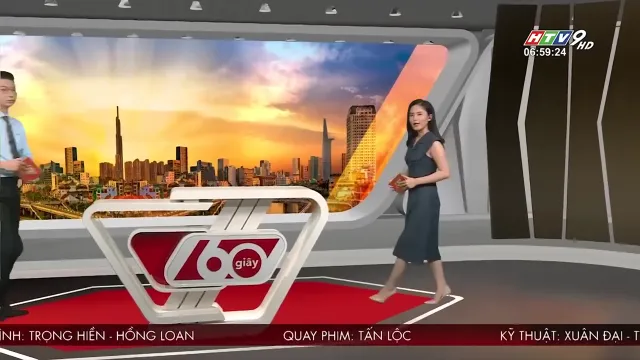 HTV9 HD
06:59:24
60 giây
ÌNH: TRỌNG HIỀN - HỒNG LOAN QUAY PHIM: TẤN LỘC KỸ THUẬT: XUÂN ĐẠI - T